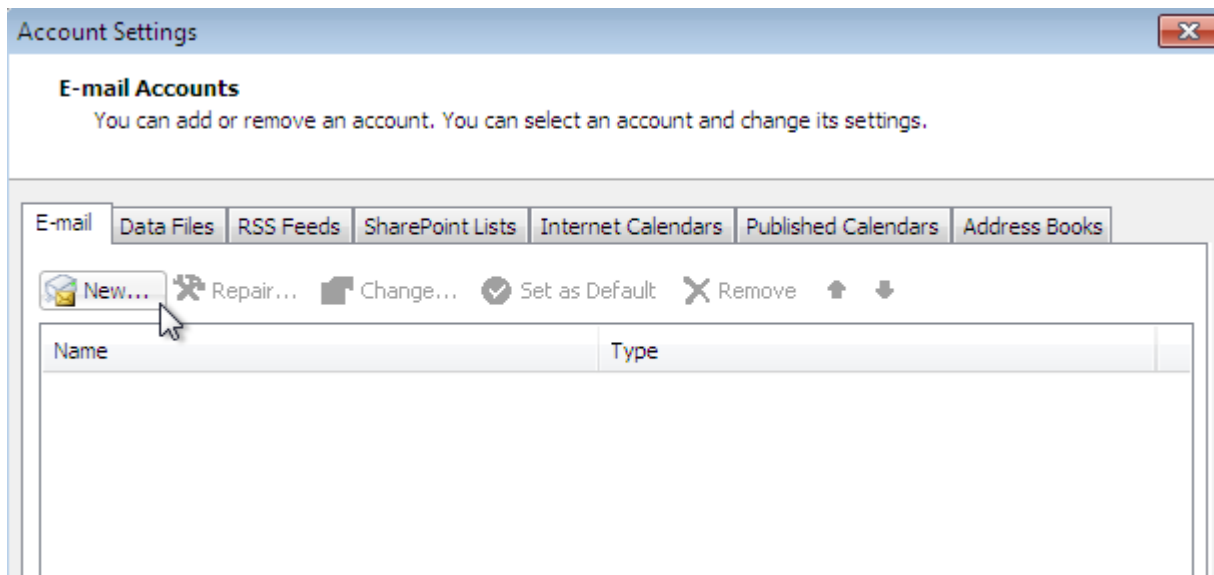 Account Settings
E-mail Accounts
You can add or remove an account. You can select an account and change its settings.
E-mail Data Files RSS Feeds SharePoint Lists Internet Calendars Published Calendars Address Books
New... Repair... Change... Set as Default Remove
Name Type